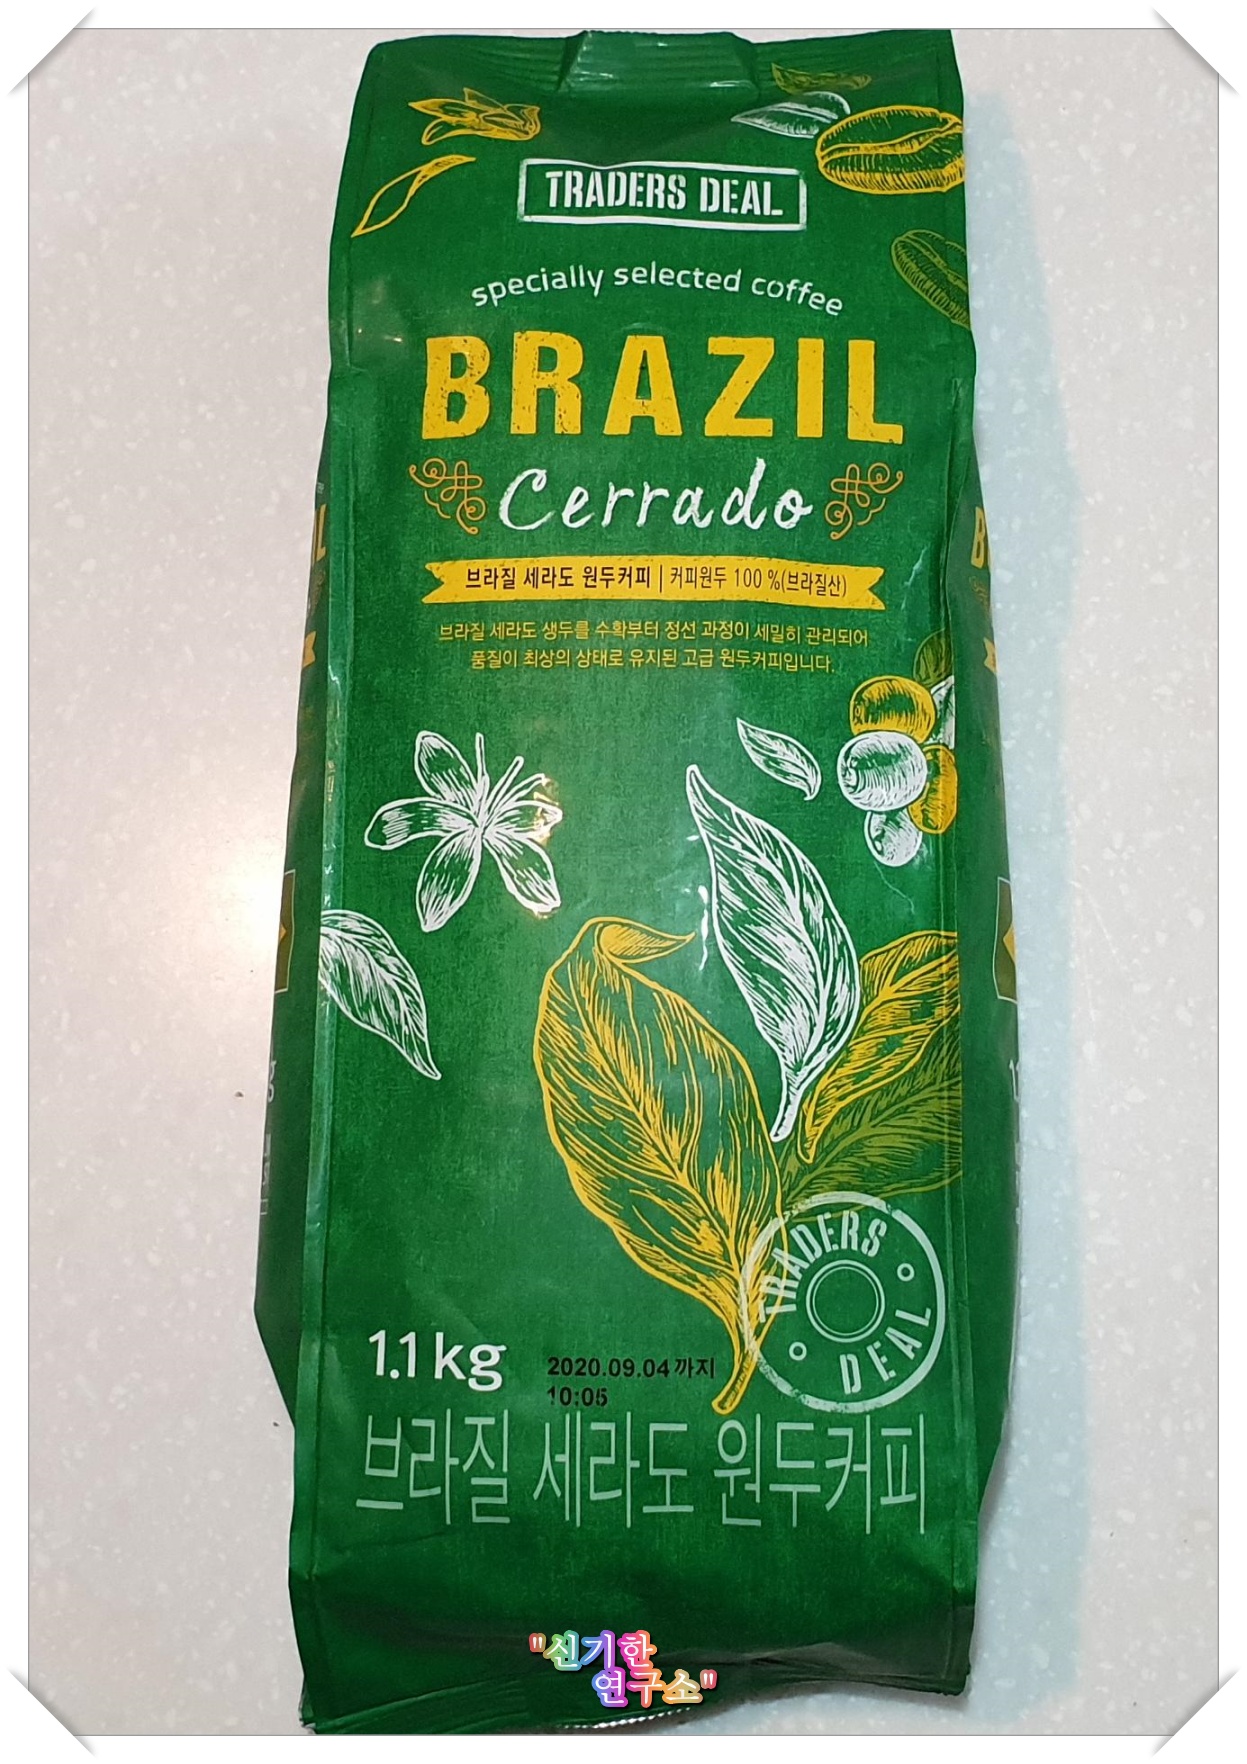 TRADERS DEAL
specially selected coffee
BRAZIL
Cerrado
브라질 세라도 원두커피 | 커피원두 100 %(브라질산)
브라질 세라도 생두를 수확부터 정선 과정이 세밀히 관리되어
품질이 최상의 상태로 유지된 고급 원두커피입니다.
TRADERS
DEAL
1.1 kg
2020.09.04 까지
10:05
브라질 세라도 원두커피
"신기한
연구소"